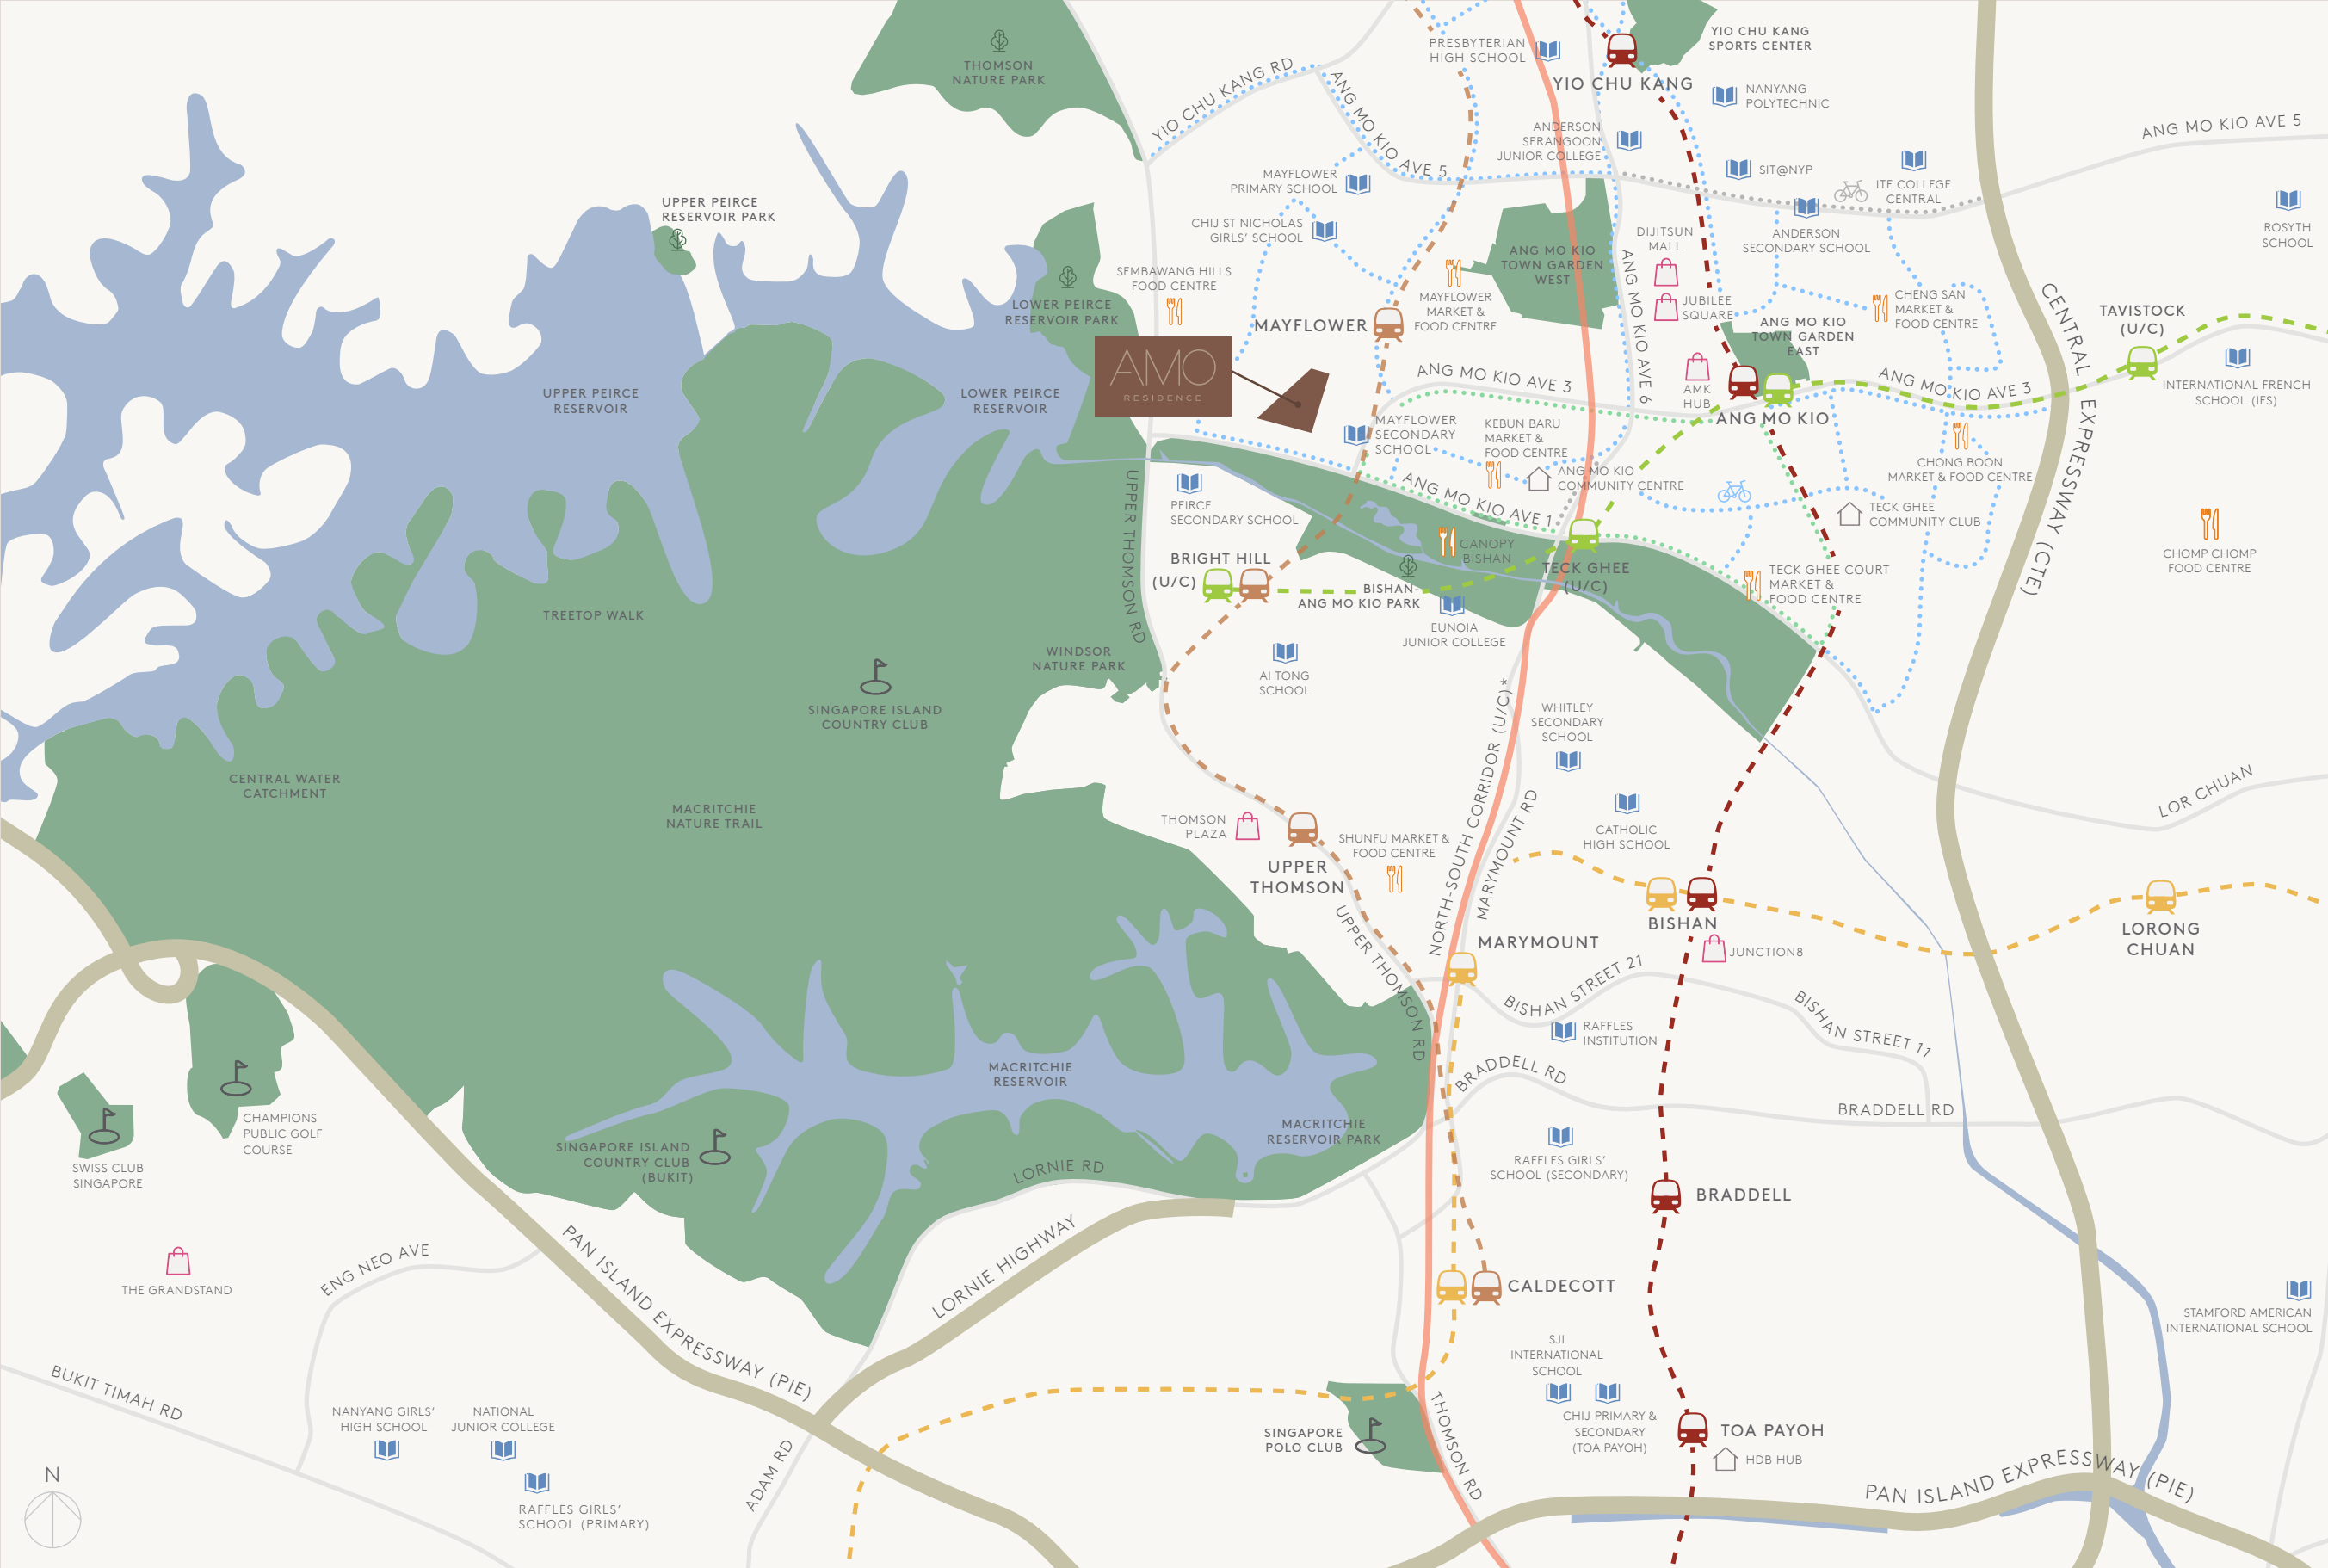 THOMSON
NATURE PARK
PRESBYTERIAN
HIGH SCHOOL
YIO CHU KANG
SPORTS CENTER
YIO CHU KANG
YIO CHU KANG RD
ANG MO KIO AVE 5
NANYANG
POLYTECHNIC
ANG MO KIO AVE 5
ANDERSON
SERANGOON
JUNIOR COLLEGE
MAYFLOWER
PRIMARY SCHOOL
SIT@NYP
ITE COLLEGE
CENTRAL
UPPER PEIRCE
RESERVOIR PARK
CHIJ ST NICHOLAS
GIRLS' SCHOOL
DIJITSUN
MALL
ANDERSON
SECONDARY SCHOOL
ROSYTH
SCHOOL
ANG MO KIO
TOWN GARDEN
WEST
ANG MO KIO AVE 6
SEMBAWANG HILLS
FOOD CENTRE
LOWER PEIRCE
RESERVOIR PARK
MAYFLOWER
MAYFLOWER
MARKET &
FOOD CENTRE
JUBILEE
SQUARE
CHENG SAN
MARKET &
FOOD CENTRE
ANG MO KIO
TOWN GARDEN
EAST
CENTRAL EXPRESSWAY (CTE)
TAVISTOCK
(U/C)
AMO
RESIDENCE
ANG MO KIO AVE 3
AMK
HUB
ANG MO KIO
ANG MO KIO AVE 3
INTERNATIONAL FRENCH
SCHOOL (IFS)
UPPER PEIRCE
RESERVOIR
LOWER PEIRCE
RESERVOIR
MAYFLOWER
SECONDARY
SCHOOL
KEBUN BARU
MARKET &
FOOD CENTRE
ANG MO KIO
COMMUNITY CENTRE
CHONG BOON
MARKET & FOOD CENTRE
UPPER THOMSON RD
PEIRCE
SECONDARY SCHOOL
ANG MO KIO AVE 1
TECK GHEE
COMMUNITY CLUB
CANOPY
BISHAN
CHOMP CHOMP
FOOD CENTRE
BRIGHT HILL
(U/C)
TECK GHEE
(U/C)
TECK GHEE COURT
MARKET &
FOOD CENTRE
BISHAN-
ANG MO KIO PARK
TREETOP WALK
EUNOIA
JUNIOR COLLEGE
WINDSOR
NATURE PARK
AI TONG
SCHOOL
SINGAPORE ISLAND
COUNTRY CLUB
WHITLEY
SECONDARY
SCHOOL
NORTH-SOUTH CORRIDOR (U/C)*
CENTRAL WATER
CATCHMENT
LOR CHUAN
MACRITCHIE
NATURE TRAIL
THOMSON
PLAZA
SHUNFU MARKET &
FOOD CENTRE
MARYMOUNT RD
CATHOLIC
HIGH SCHOOL
UPPER
THOMSON
UPPER THOMSON RD
BISHAN
MARYMOUNT
JUNCTION8
LORONG
CHUAN
BISHAN STREET 21
BISHAN STREET 11
RAFFLES
INSTITUTION
MACRITCHIE
RESERVOIR
BRADDELL RD
BRADDELL RD
CHAMPIONS
PUBLIC GOLF
COURSE
MACRITCHIE
RESERVOIR PARK
SINGAPORE ISLAND
COUNTRY CLUB
(BUKIT)
SWISS CLUB
SINGAPORE
LORNIE RD
RAFFLES GIRLS'
SCHOOL (SECONDARY)
BRADDELL
LORNIE HIGHWAY
ENG NEO AVE
THE GRANDSTAND
PAN ISLAND EXPRESSWAY (PIE)
CALDECOTT
STAMFORD AMERICAN
INTERNATIONAL SCHOOL
SJI
INTERNATIONAL
SCHOOL
BUKIT TIMAH RD
NANYANG GIRLS'
HIGH SCHOOL
NATIONAL
JUNIOR COLLEGE
SINGAPORE
POLO CLUB
THOMSON RD
CHIJ PRIMARY &
SECONDARY
(TOA PAYOH)
TOA PAYOH
HDB HUB
N
ADAM RD
RAFFLES GIRLS'
SCHOOL (PRIMARY)
PAN ISLAND EXPRESSWAY (PIE)